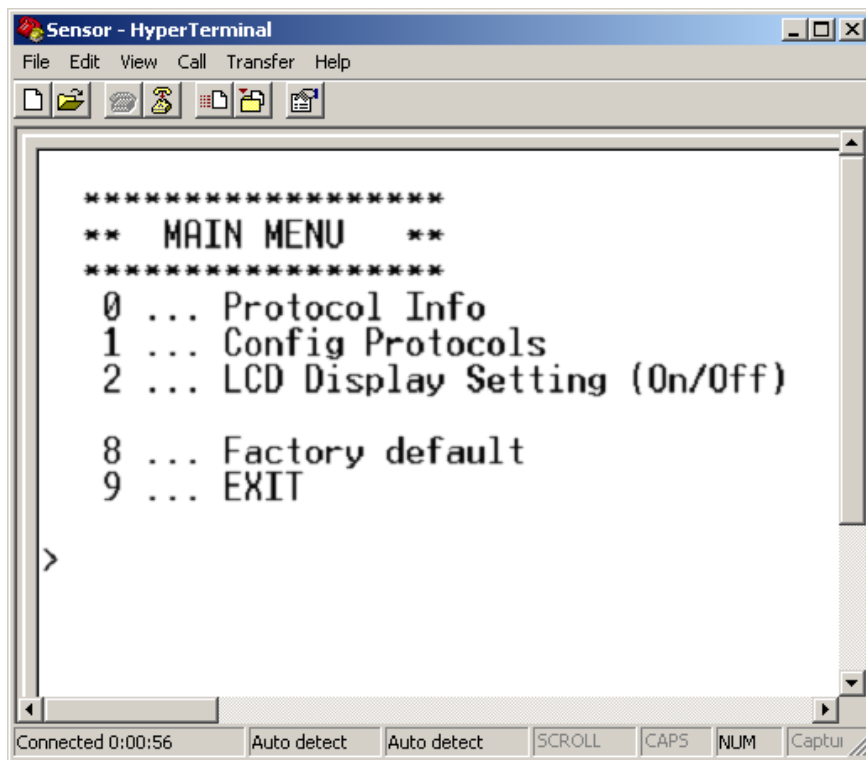 Sensor - HyperTerminal
File Edit View Call Transfer Help
******************
** MAIN MENU **
******************
0 ... Protocol Info
1 ... Config Protocols
2 ... LCD Display Setting (On/Off)
8 ... Factory default
9 ... EXIT
>
Connected 0:00:56 Auto detect Auto detect SCROLL CAPS NUM Captur